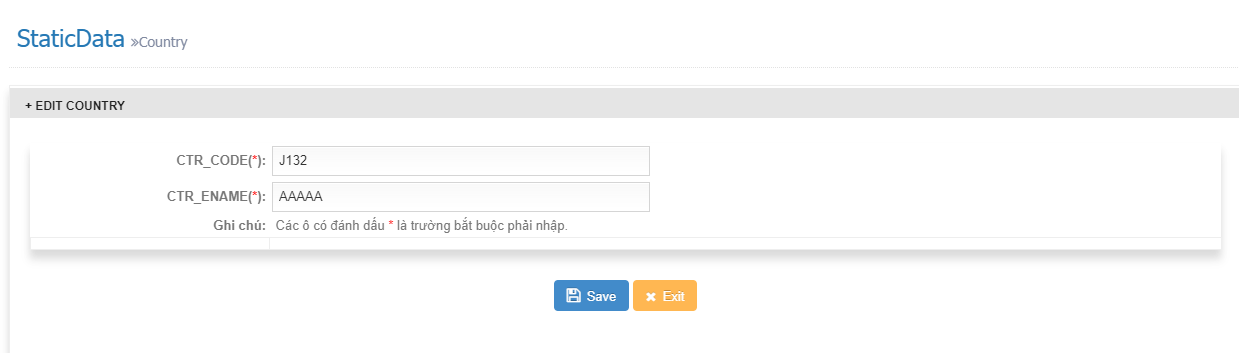 StaticData »Country
+ EDIT COUNTRY
CTR_CODE(*): J132
CTR_ENAME(*): AAAAA
Ghi chú: Các ô có đánh dấu * là trường bắt buộc phải nhập.
Save Exit